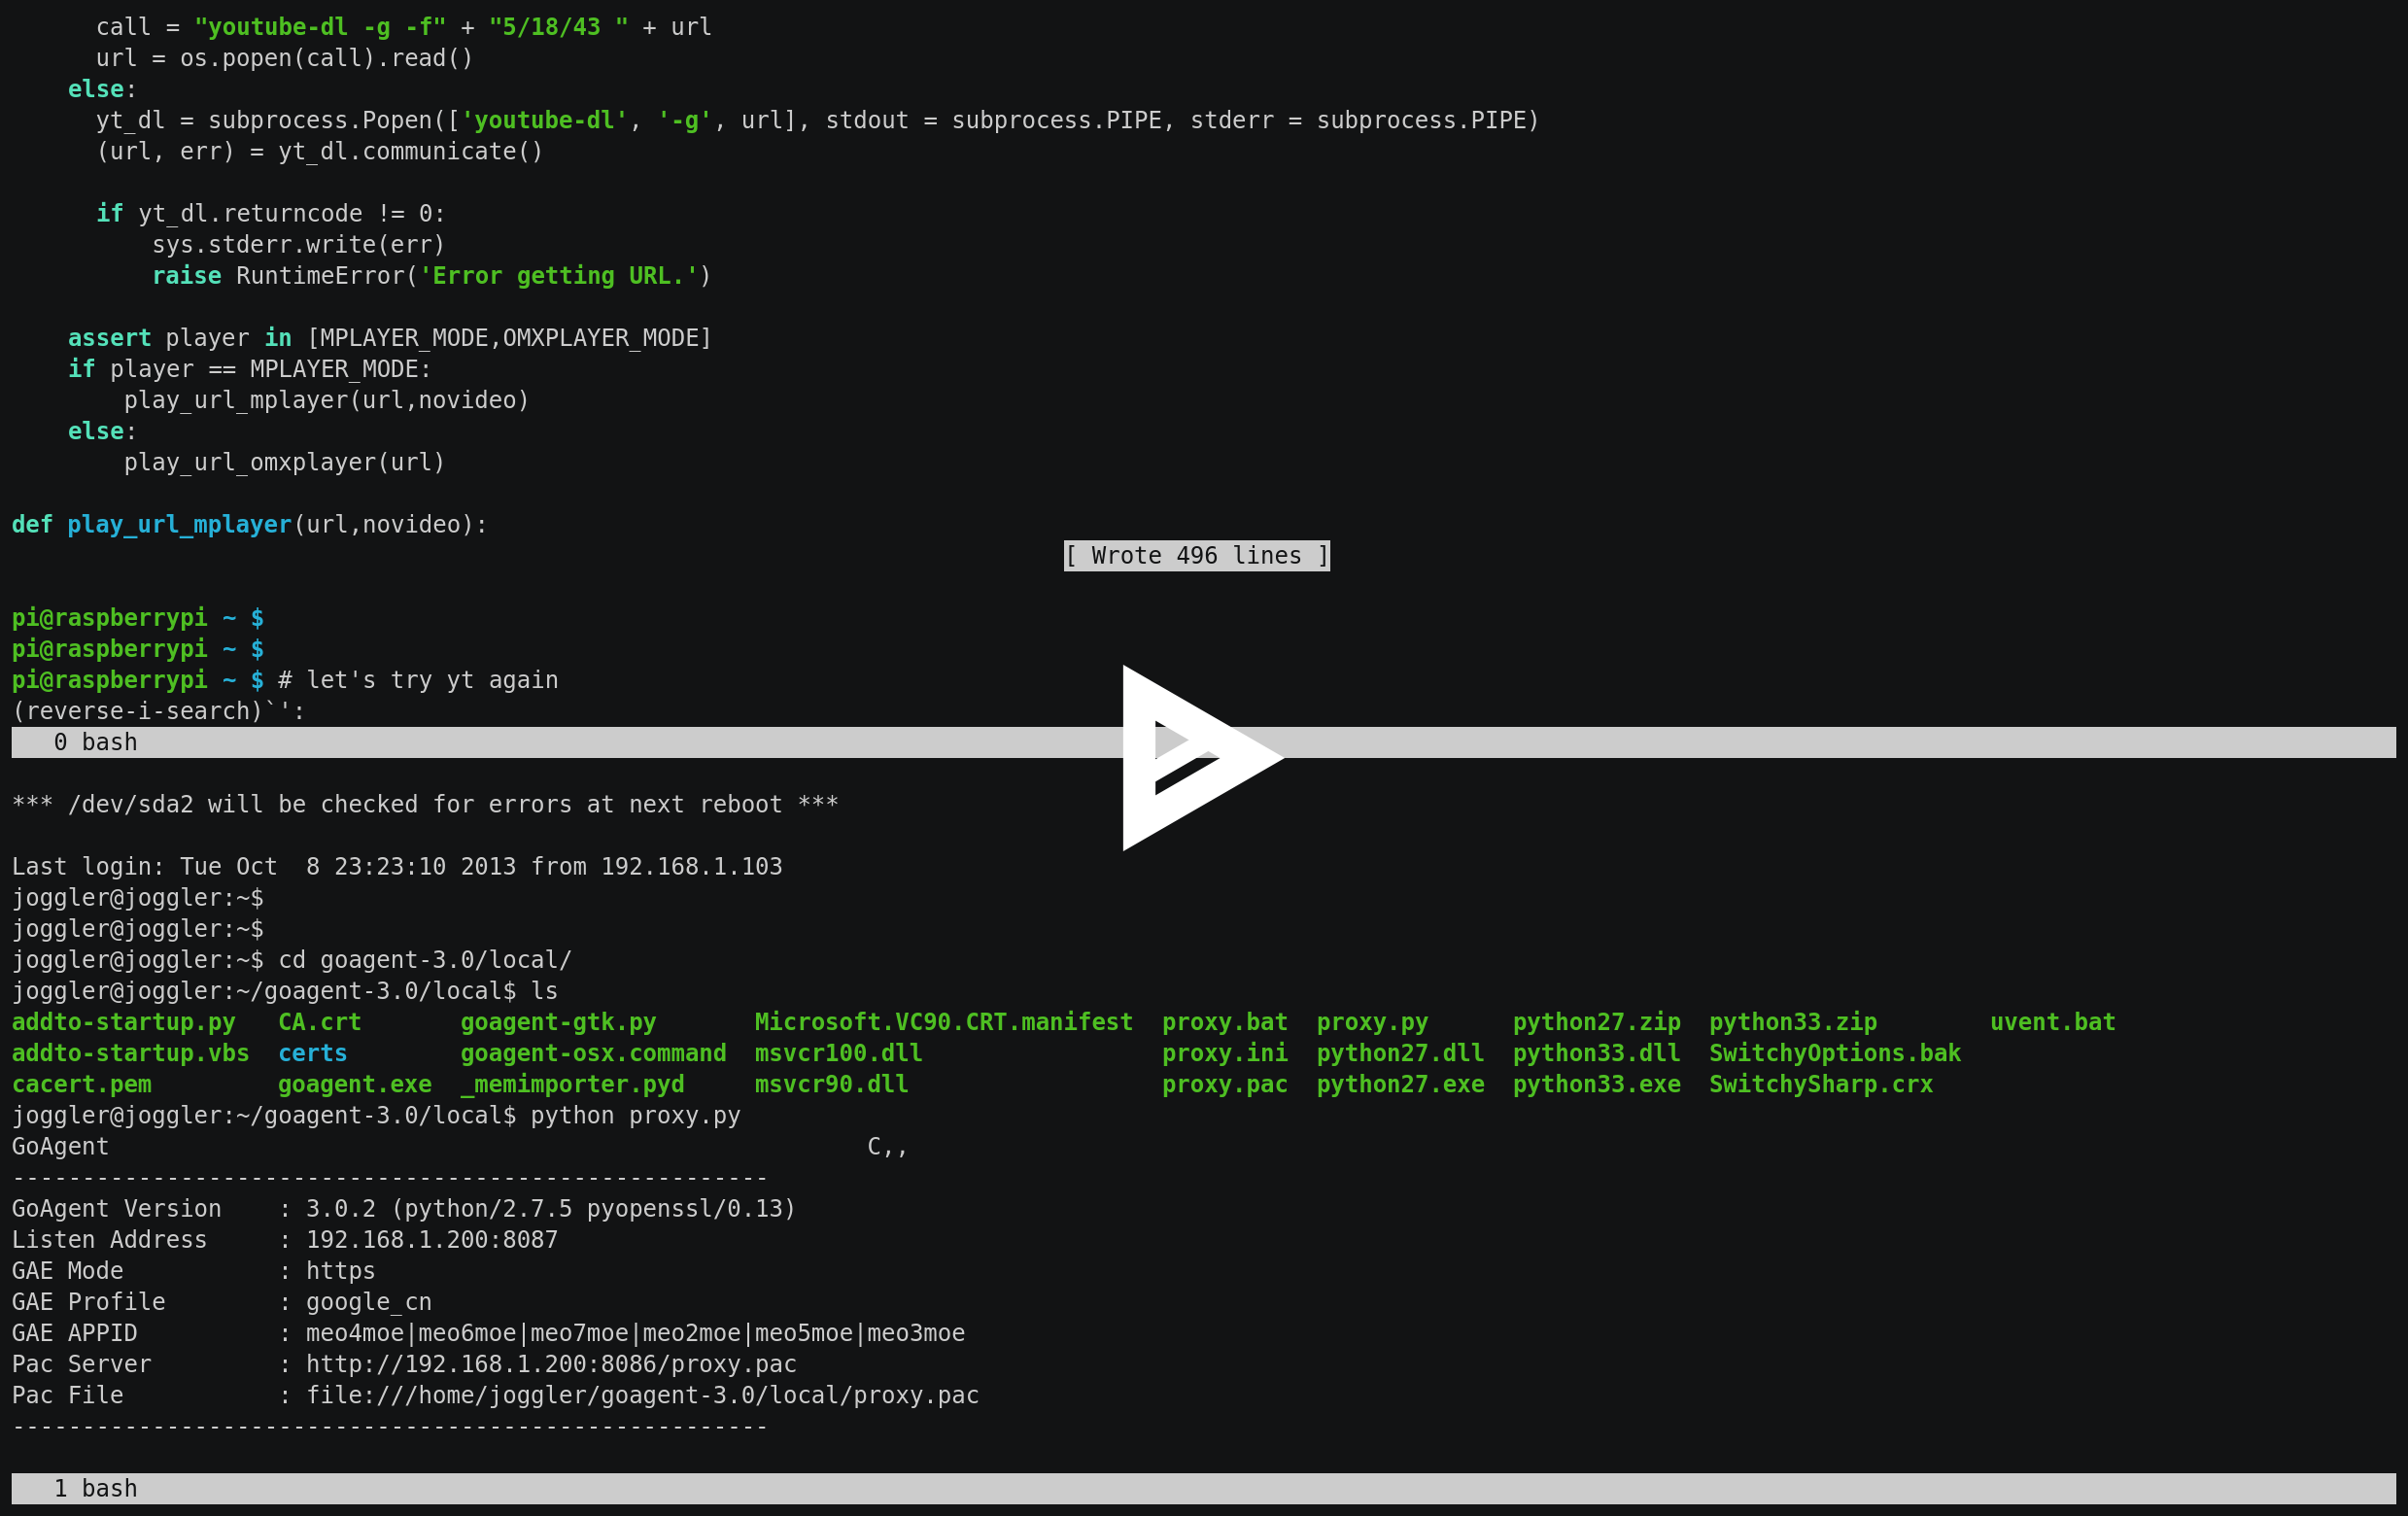 call = "youtube-dl -g -f" + "5/18/43 " + url
url = os.popen(call).read()
else:
yt_dl = subprocess.Popen(['youtube-dl', '-g', url], stdout = subprocess.PIPE, stderr = subprocess.PIPE)
(url, err) = yt_dl.communicate()
if yt_dl.returncode != 0:
sys.stderr.write(err)
raise RuntimeError('Error getting URL.')
assert player in [MPLAYER_MODE,OMXPLAYER_MODE]
if player == MPLAYER_MODE:
play_url_mplayer(url,novideo)
else:
play_url_omxplayer(url)
def play_url_mplayer(url,novideo):
[ Wrote 496 lines ]
pi@raspberrypi ~ $
pi@raspberrypi ~ $
pi@raspberrypi ~ $ # let's try yt again
(reverse-i-search)`':
0 bash
*** /dev/sda2 will be checked for errors at next reboot ***
Last login: Tue Oct  8 23:23:10 2013 from 192.168.1.103
joggler@joggler:~$
joggler@joggler:~$
joggler@joggler:~$ cd goagent-3.0/local/
joggler@joggler:~/goagent-3.0/local$ ls
addto-startup.py   CA.crt       goagent-gtk.py       Microsoft.VC90.CRT.manifest  proxy.bat  proxy.py      python27.zip  python33.zip        uvent.bat
addto-startup.vbs  certs        goagent-osx.command  msvcr100.dll                 proxy.ini  python27.dll  python33.dll  SwitchyOptions.bak
cacert.pem         goagent.exe  _memimporter.pyd     msvcr90.dll                  proxy.pac  python27.exe  python33.exe  SwitchySharp.crx
joggler@joggler:~/goagent-3.0/local$ python proxy.py
GoAgent                                                      C,,
------------------------------------------------------
GoAgent Version    : 3.0.2 (python/2.7.5 pyopenssl/0.13)
Listen Address     : 192.168.1.200:8087
GAE Mode           : https
GAE Profile        : google_cn
GAE APPID          : meo4moe|meo6moe|meo7moe|meo2moe|meo5moe|meo3moe
Pac Server         : http://192.168.1.200:8086/proxy.pac
Pac File           : file:///home/joggler/goagent-3.0/local/proxy.pac
------------------------------------------------------
1 bash